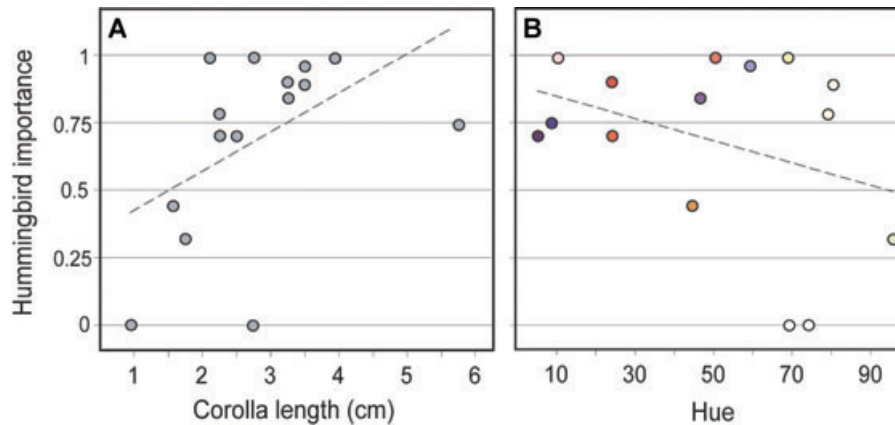 A
B
Hummingbird importance
1
0.75
0.5
0.25
0
1 2 3 4 5 6
10 30 50 70 90
Corolla length (cm)
Hue